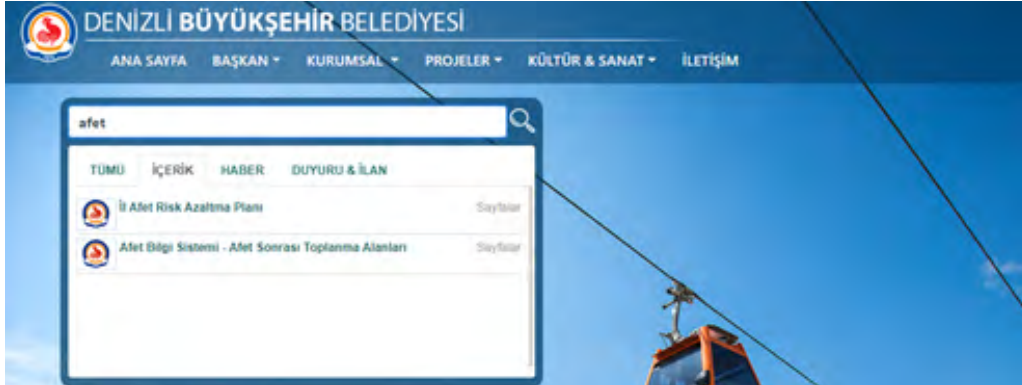 DENİZLİ BÜYÜKŞEHİR BELEDİYESİ
ANA SAYFA BAŞKAN KURUMSAL PROJELER KÜLTÜR & SANAT İLETİŞİM
afet
TÜMÜ İÇERİK HABER DUYURU & İLAN
İl Afet Risk Azaltma Planı Sayfalar
Afet Bilgi Sistemi - Afet Sonrası Toplanma Alanları Sayfalar